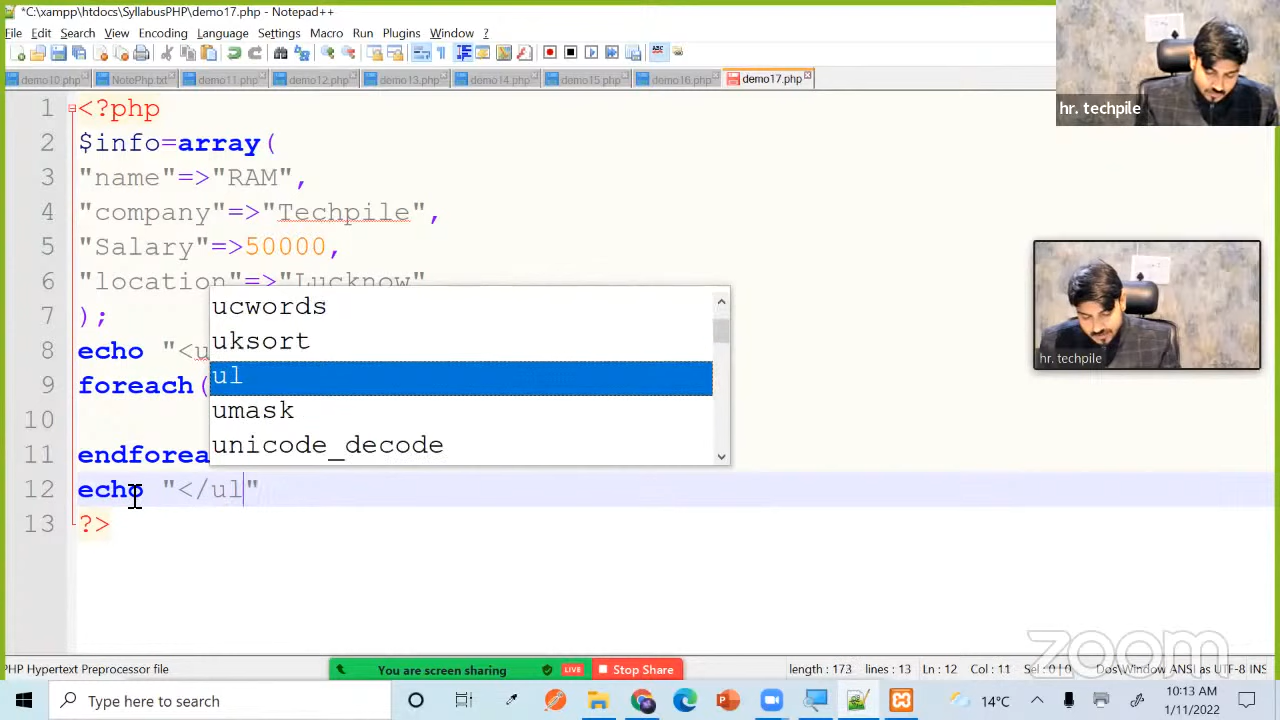 *C:\xampp\htdocs\SyllabusPHP\demo17.php - Notepad++
File Edit Search View Encoding Language Settings Macro Run Plugins Window ?
demo10.php NotePhp.txt demo11.php demo12.php demo13.php demo14.php demo15.php demo16.php demo17.php
hr. techpile
1 <?php
2 $info=array(
3 "name"=>"RAM",
4 "company"=>"Techpile",
5 "Salary"=>50000,
6 "location"=>"Lucknow"
7 );
8 echo "<u
9 foreach(
10
11 endforea
12 echo "</ul"
13 ?>
ucwords
uksort
ul
umask
unicode_decode
hr. techpile
zoom
PHP Hypertext Preprocessor file
You are screen sharing LIVE Stop Share
length : 173 lines : 13 Ln : 12 Col : 11 Sel : 0 | 0 Dos\Window ANSI as UTF-8 INS
Type here to search
14°C
10:13 AM
1/11/2022